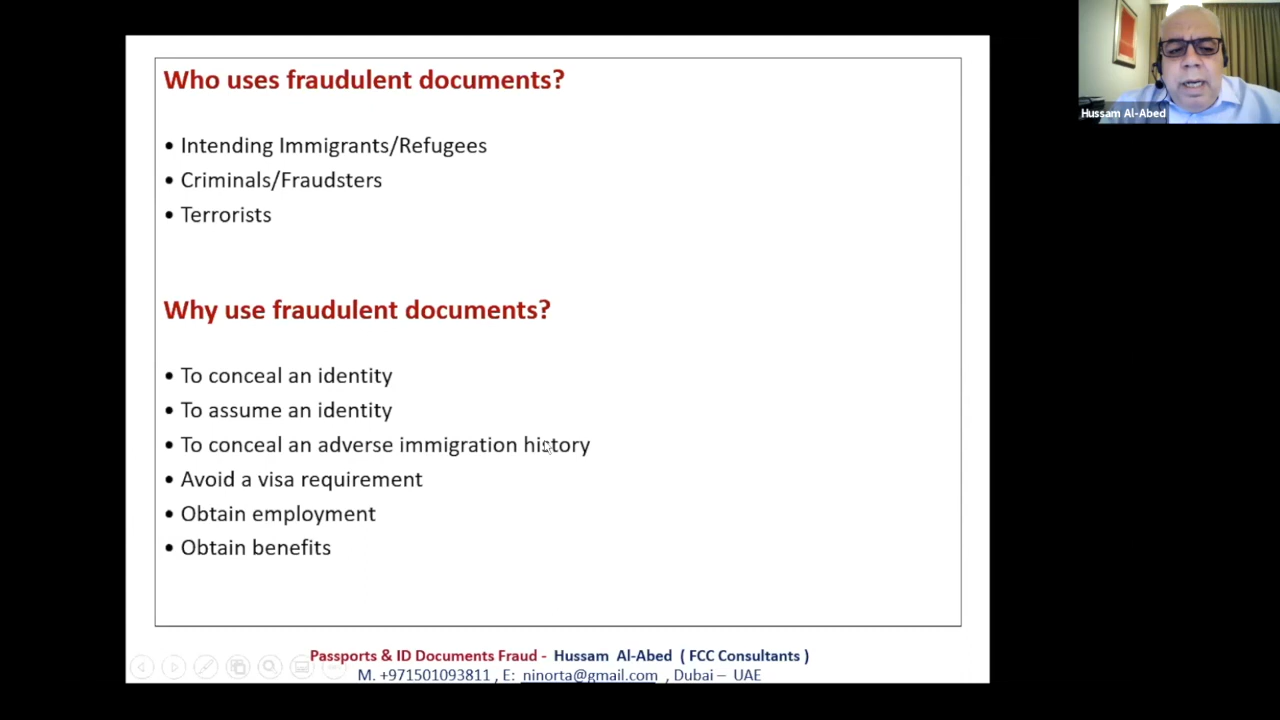 Who uses fraudulent documents?
• Intending Immigrants/Refugees
• Criminals/Fraudsters
• Terrorists
Why use fraudulent documents?
• To conceal an identity
• To assume an identity
• To conceal an adverse immigration history
• Avoid a visa requirement
• Obtain employment
• Obtain benefits
Passports & ID Documents Fraud - Hussam Al-Abed ( FCC Consultants )
M. +971501093811 , E: ninorta@gmail.com , Dubai – UAE
Hussam Al-Abed